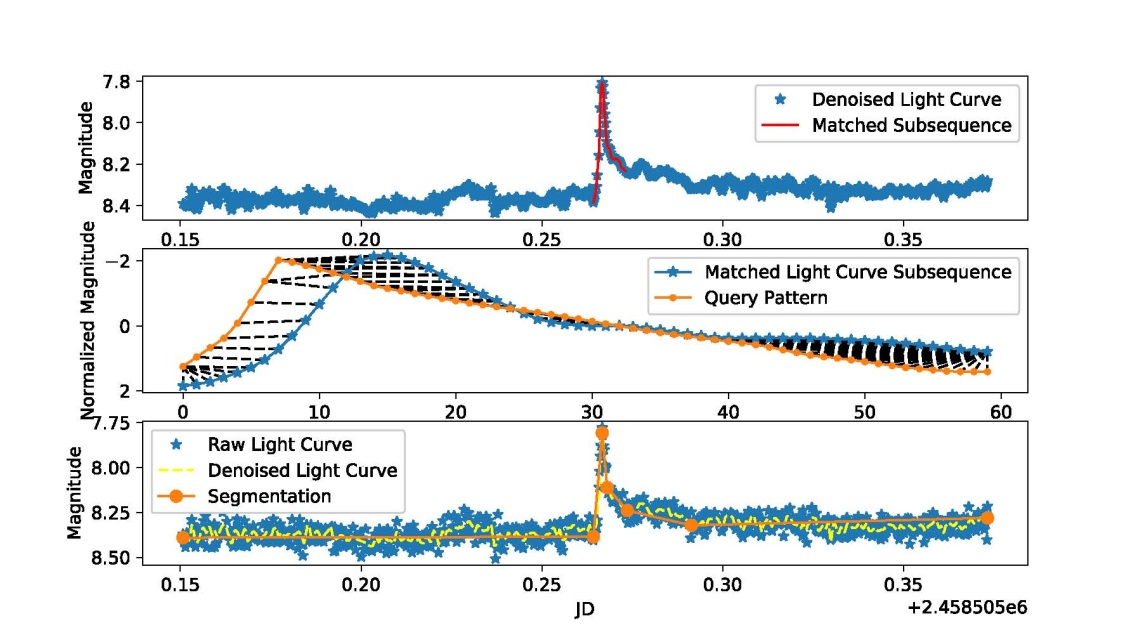 7.8
8.0
8.2
8.4
Magnitude
Denoised Light Curve
Matched Subsequence
0.15 0.20 0.25 0.30 0.35
−2
0
2
Normalized Magnitude
Matched Light Curve Subsequence
Query Pattern
0 10 20 30 40 50 60
7.75
8.00
8.25
8.50
Magnitude
Raw Light Curve
Denoised Light Curve
Segmentation
0.15 0.20 0.25 0.30 0.35
JD
+2.458505e6